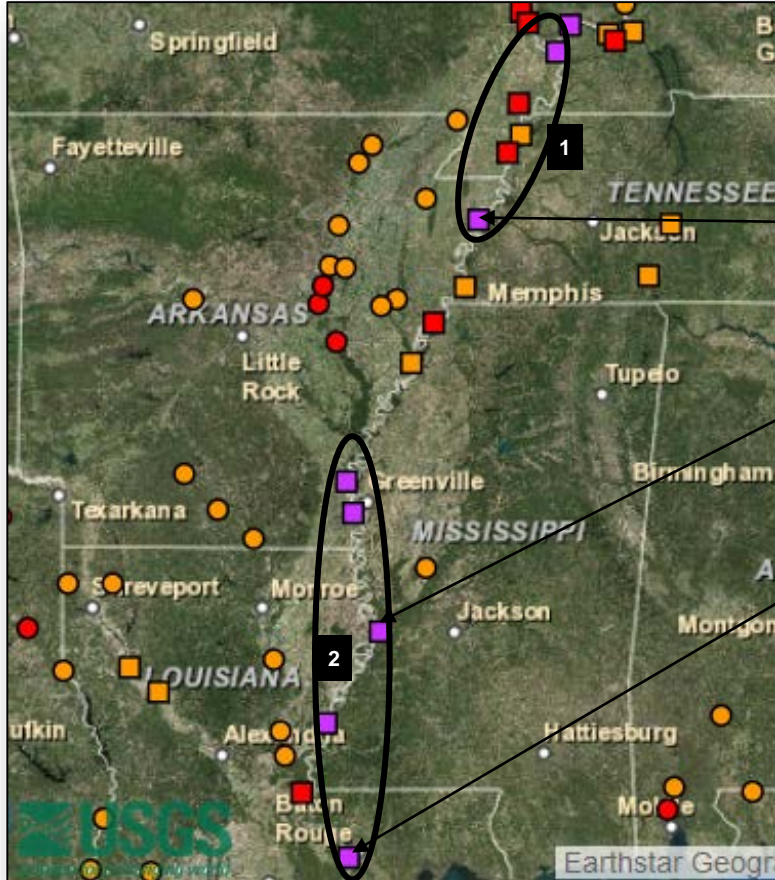 Springfield
B
G
Fayetteville
1
TENNESSEE
Jackson
ARKANSAS
Memphis
Little
Rock
Tupelo
Greenville
Birmingham
Texarkana
MISSISSIPPI
Shreveport
Monroe
A
Jackson
Montgom
2
LOUISIANA
ufkin
Alexandria
Hattiesburg
Baton
Rouge
Mobile
USGS
Earthstar Geogr